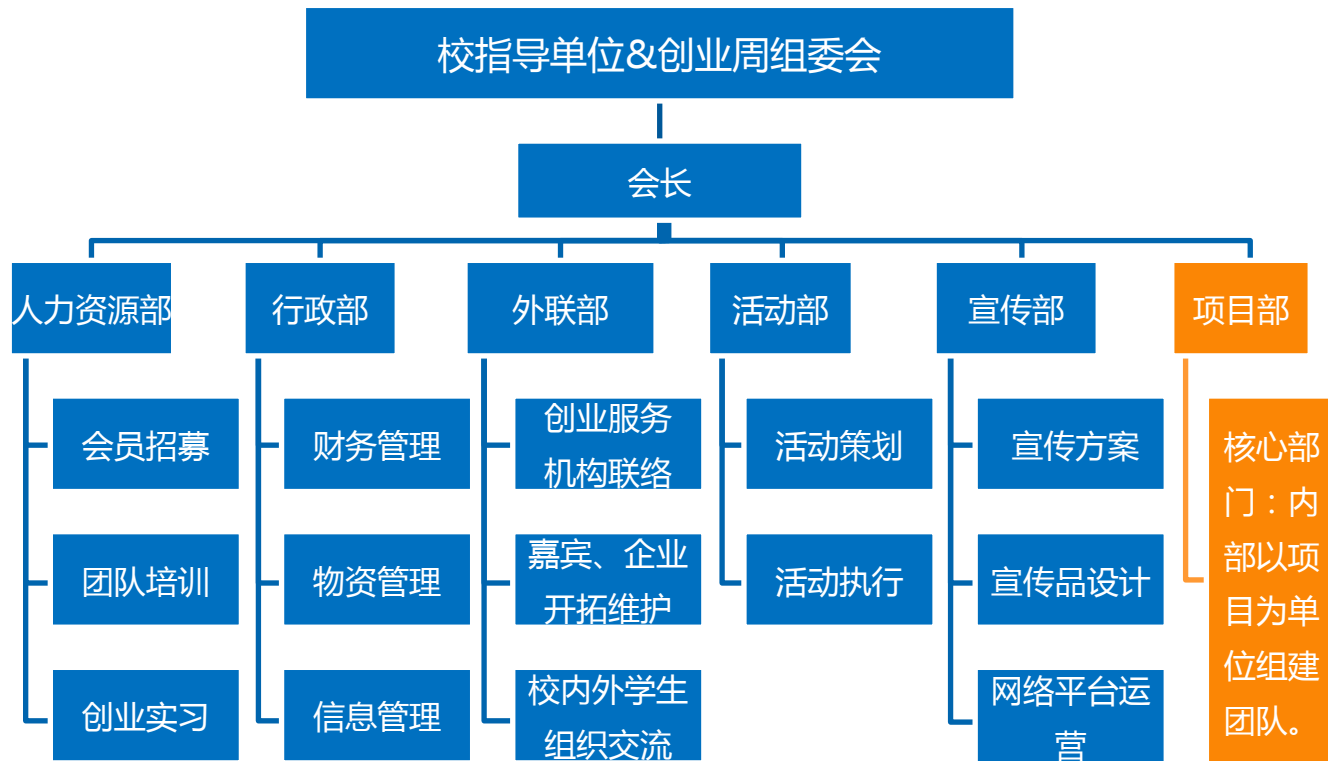 校指导单位&创业周组委会
会长
人力资源部
行政部
外联部
活动部
宣传部
项目部
会员招募
团队培训
创业实习
财务管理
物资管理
信息管理
创业服务
机构联络
嘉宾、企业
开拓维护
校内外学生
组织交流
活动策划
活动执行
宣传方案
宣传品设计
网络平台运
营
核心部
门：内
部以项
目为单
位组建
团队。